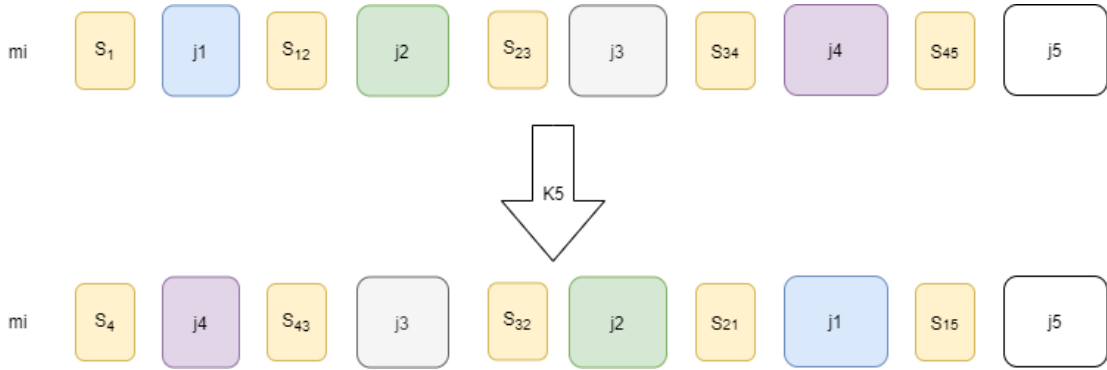 mi S₁ j1 S₁₂ j2 S₂₃ j3 S₃₄ j4 S₄₅ j5
K5
mi S₄ j4 S₄₃ j3 S₃₂ j2 S₂₁ j1 S₁₅ j5